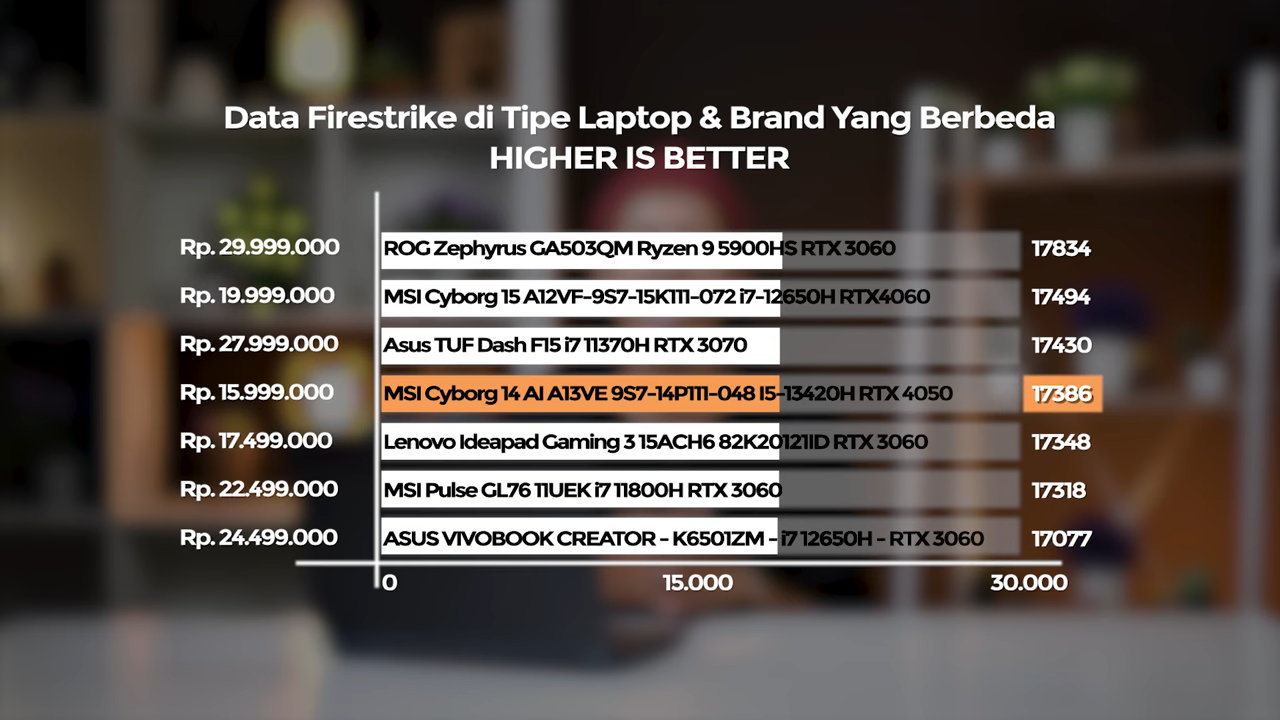 Data Firestrike di Tipe Laptop & Brand Yang Berbeda
HIGHER IS BETTER
Rp. 29.999.000 ROG Zephyrus GA503QM Ryzen 9 5900HS RTX 3060 17834
Rp. 19.999.000 MSI Cyborg 15 A12VF-9S7-15K111-072 i7-12650H RTX4060 17494
Rp. 27.999.000 Asus TUF Dash F15 i7 11370H RTX 3070 17430
Rp. 15.999.000 MSI Cyborg 14 AI A13VE 9S7-14P111-048 I5-13420H RTX 4050 17386
Rp. 17.499.000 Lenovo Ideapad Gaming 3 15ACH6 82K20121IID RTX 3060 17348
Rp. 22.499.000 MSI Pulse GL76 11UEK i7 11800H RTX 3060 17318
Rp. 24.499.000 ASUS VIVOBOOK CREATOR - K6501ZM - i7 12650H - RTX 3060 17077
0 15.000 30.000